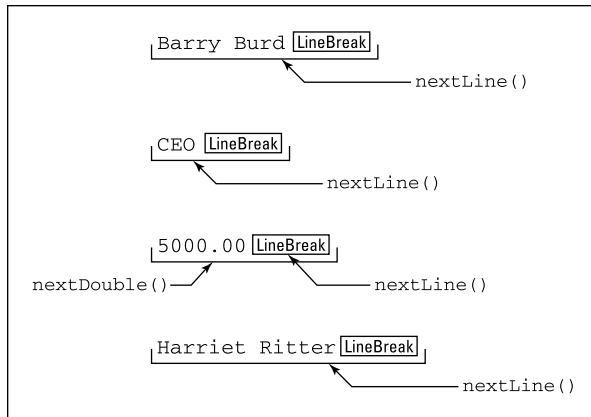 Barry Burd LineBreak
nextLine()
CEO LineBreak
nextLine()
5000.00 LineBreak
nextDouble() nextLine()
Harriet Ritter LineBreak
nextLine()